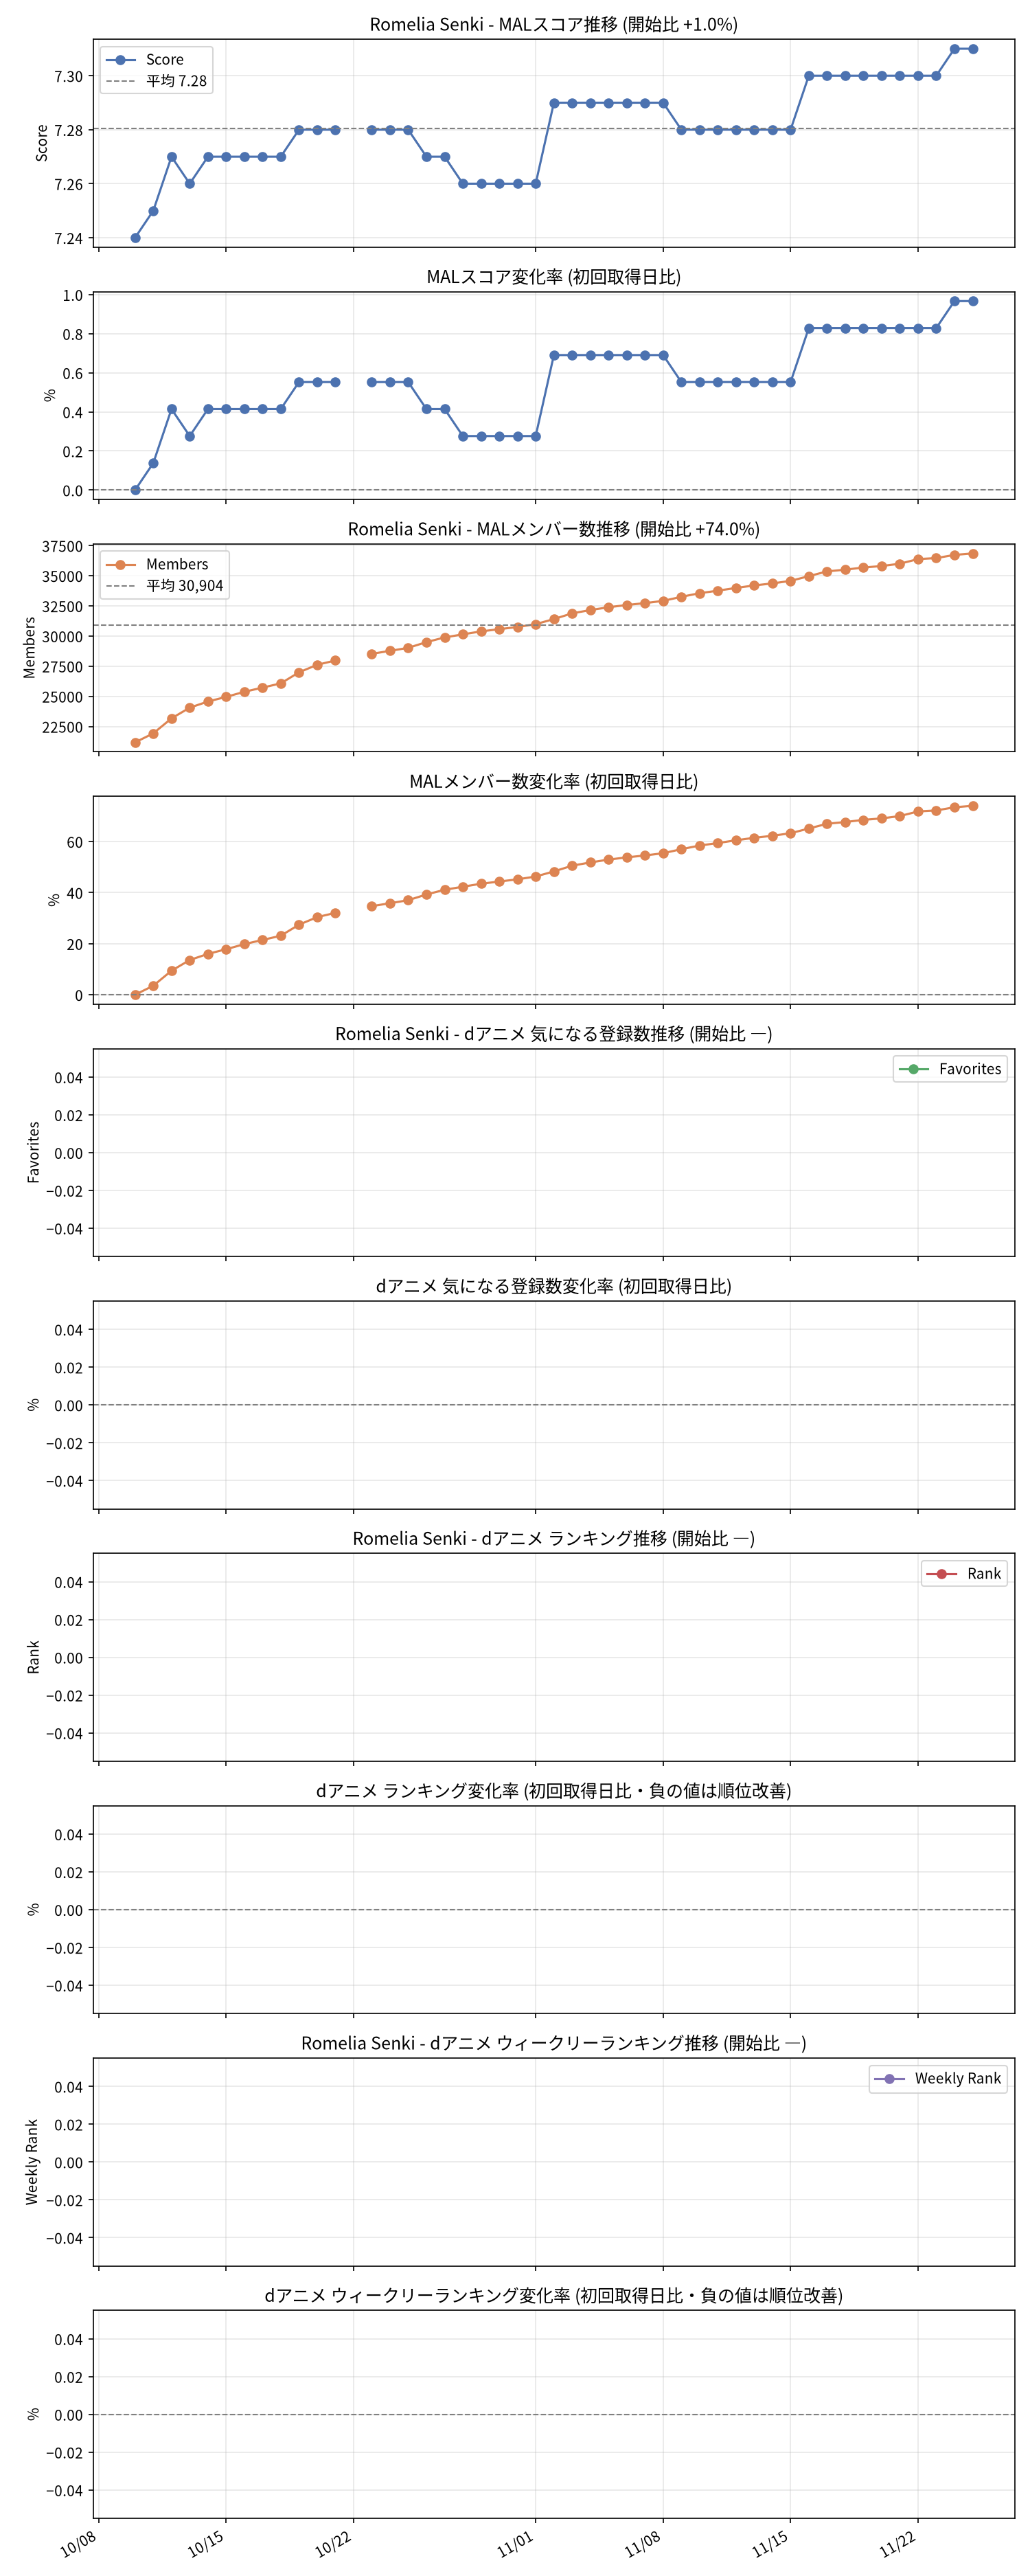 Romelia Senki - MALスコア推移 (開始比 +1.0%)
Score
平均 7.28
Score
7.30
7.28
7.26
7.24
MALスコア変化率 (初回取得日比)
%
1.0
0.8
0.6
0.4
0.2
0.0
Romelia Senki - MALメンバー数推移 (開始比 +74.0%)
Members
平均 30,904
Members
37500
35000
32500
30000
27500
25000
22500
MALメンバー数変化率 (初回取得日比)
%
60
40
20
0
Romelia Senki - dアニメ 気になる登録数推移 (開始比 —)
Favorites
Favorites
0.04
0.02
0.00
−0.02
−0.04
dアニメ 気になる登録数変化率 (初回取得日比)
%
0.04
0.02
0.00
−0.02
−0.04
Romelia Senki - dアニメ ランキング推移 (開始比 —)
Rank
Rank
0.04
0.02
0.00
−0.02
−0.04
dアニメ ランキング変化率 (初回取得日比・負の値は順位改善)
%
0.04
0.02
0.00
−0.02
−0.04
Romelia Senki - dアニメ ウィークリーランキング推移 (開始比 —)
Weekly Rank
Weekly Rank
0.04
0.02
0.00
−0.02
−0.04
dアニメ ウィークリーランキング変化率 (初回取得日比・負の値は順位改善)
%
0.04
0.02
0.00
−0.02
−0.04
10/08
10/15
10/22
11/01
11/08
11/15
11/22